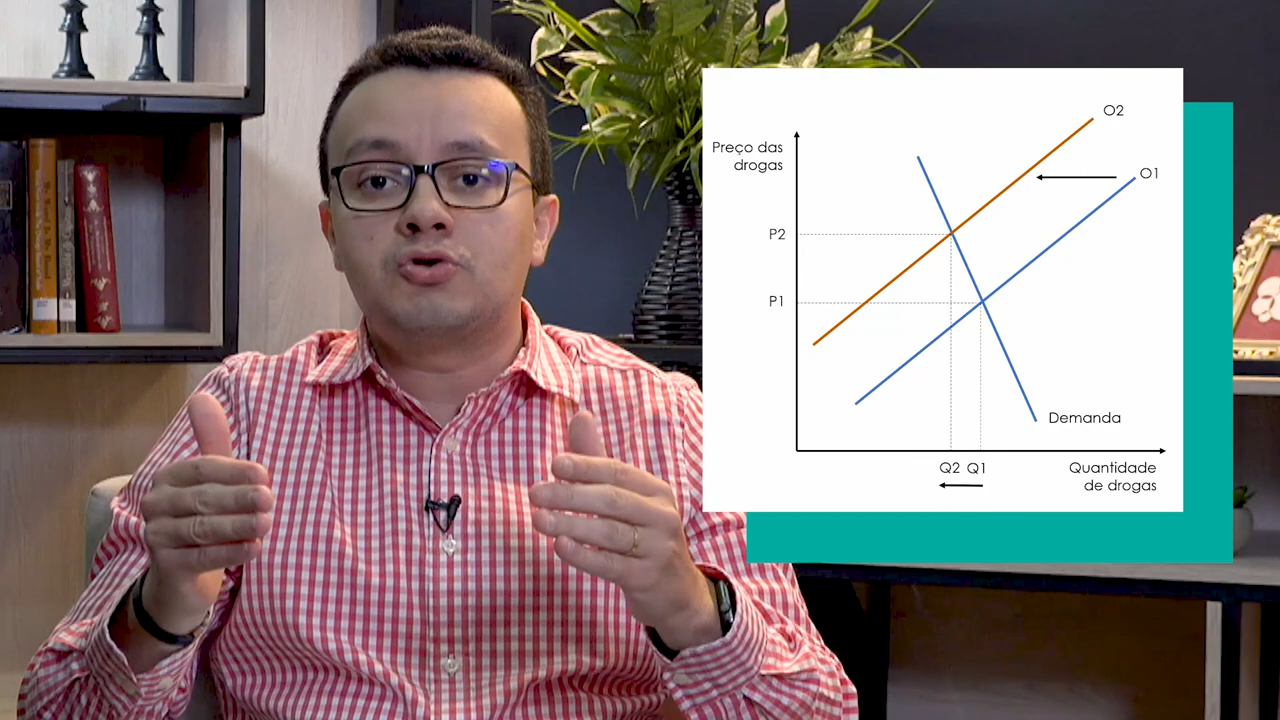 Preço das
drogas
O2
O1
P2
P1
Demanda
Q2 Q1
Quantidade
de drogas